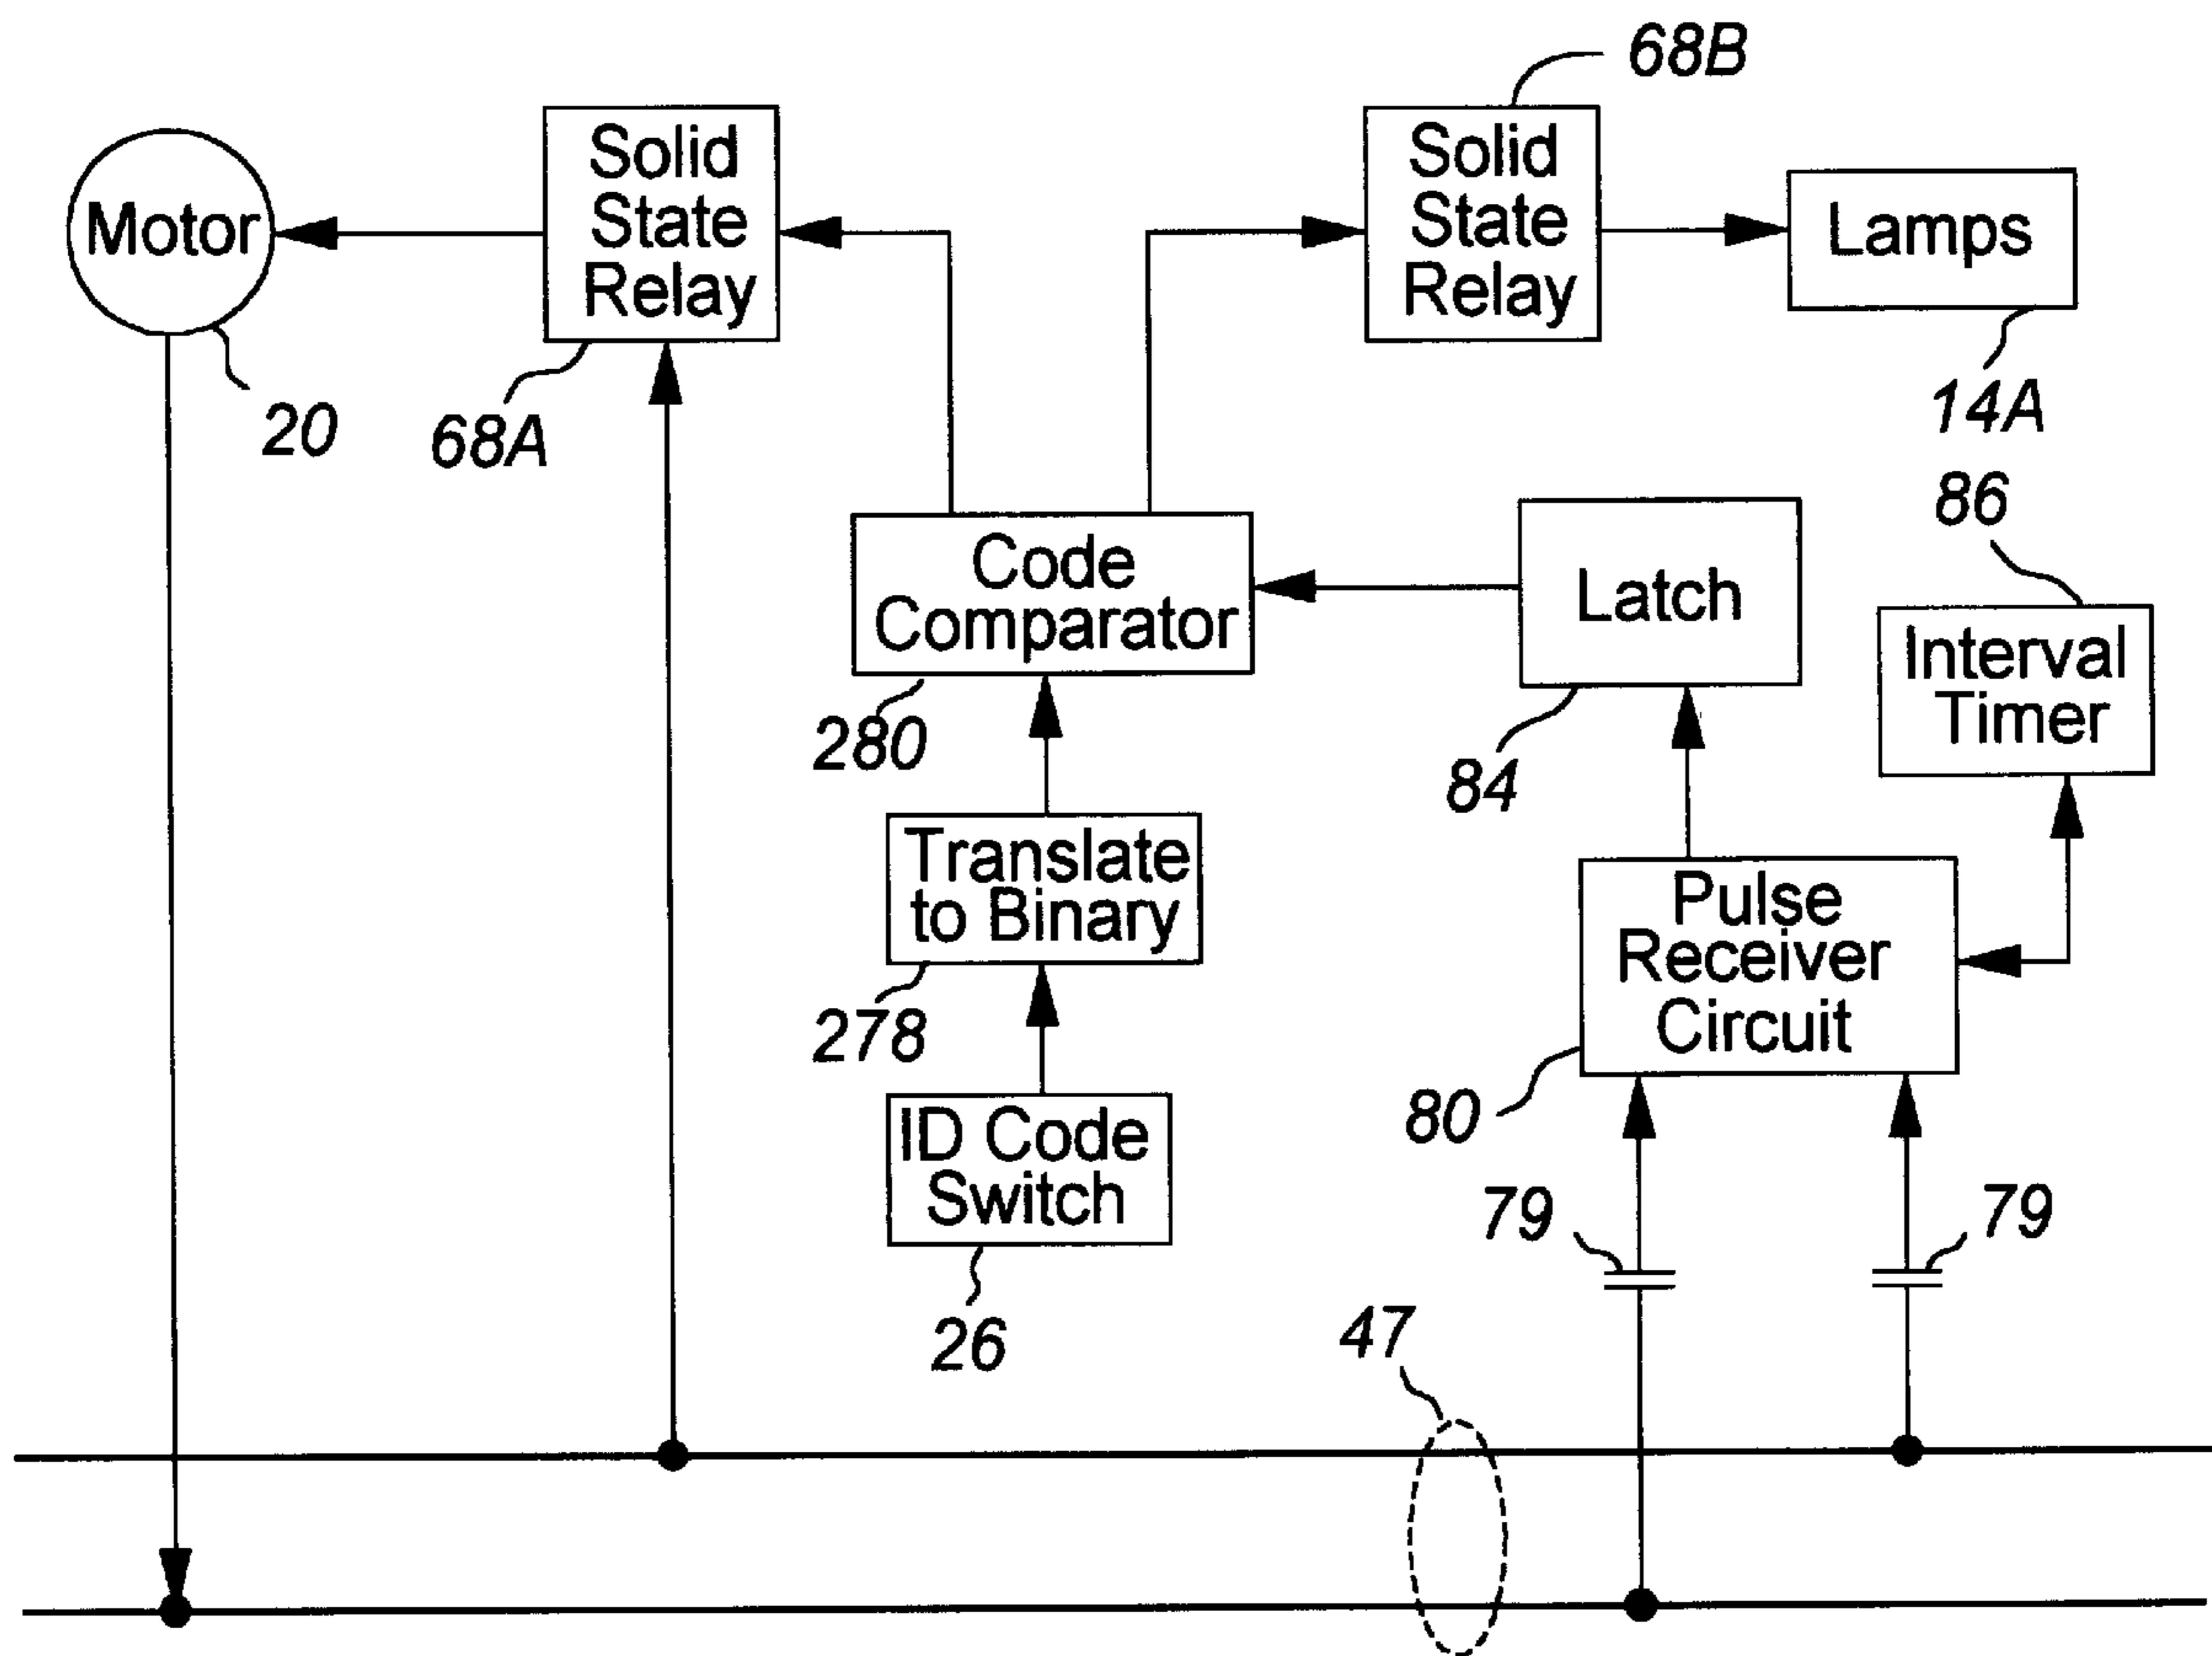 68B
Motor
Solid
State
Relay
Solid
State
Relay
Lamps
20
68A
14A
86
Code
Comparator
Latch
Interval
Timer
280
84
Translate
to Binary
Pulse
Receiver
Circuit
278
ID Code
Switch
80
79
79
26
47